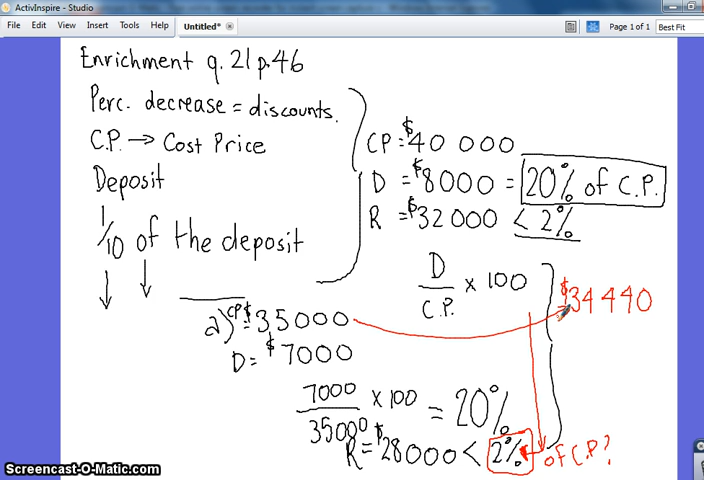 ActivInspire - Studio
File Edit View Insert Tools Help Untitled* Page 1 of 1 Best Fit
Enrichment q. 21 p.46
Perc. decrease = discounts.
C.P. → Cost Price
Deposit
1/10 of the deposit
CP = $40 000
D = $8000 = 20% of C.P.
R = $32 000 < 2%
D/C.P. × 100
$34 440
a) CP = $35000
D = $7000
7000/35000 × 100 = 20%
R = $28000 < 2% of C.P?
Screencast-O-Matic.com